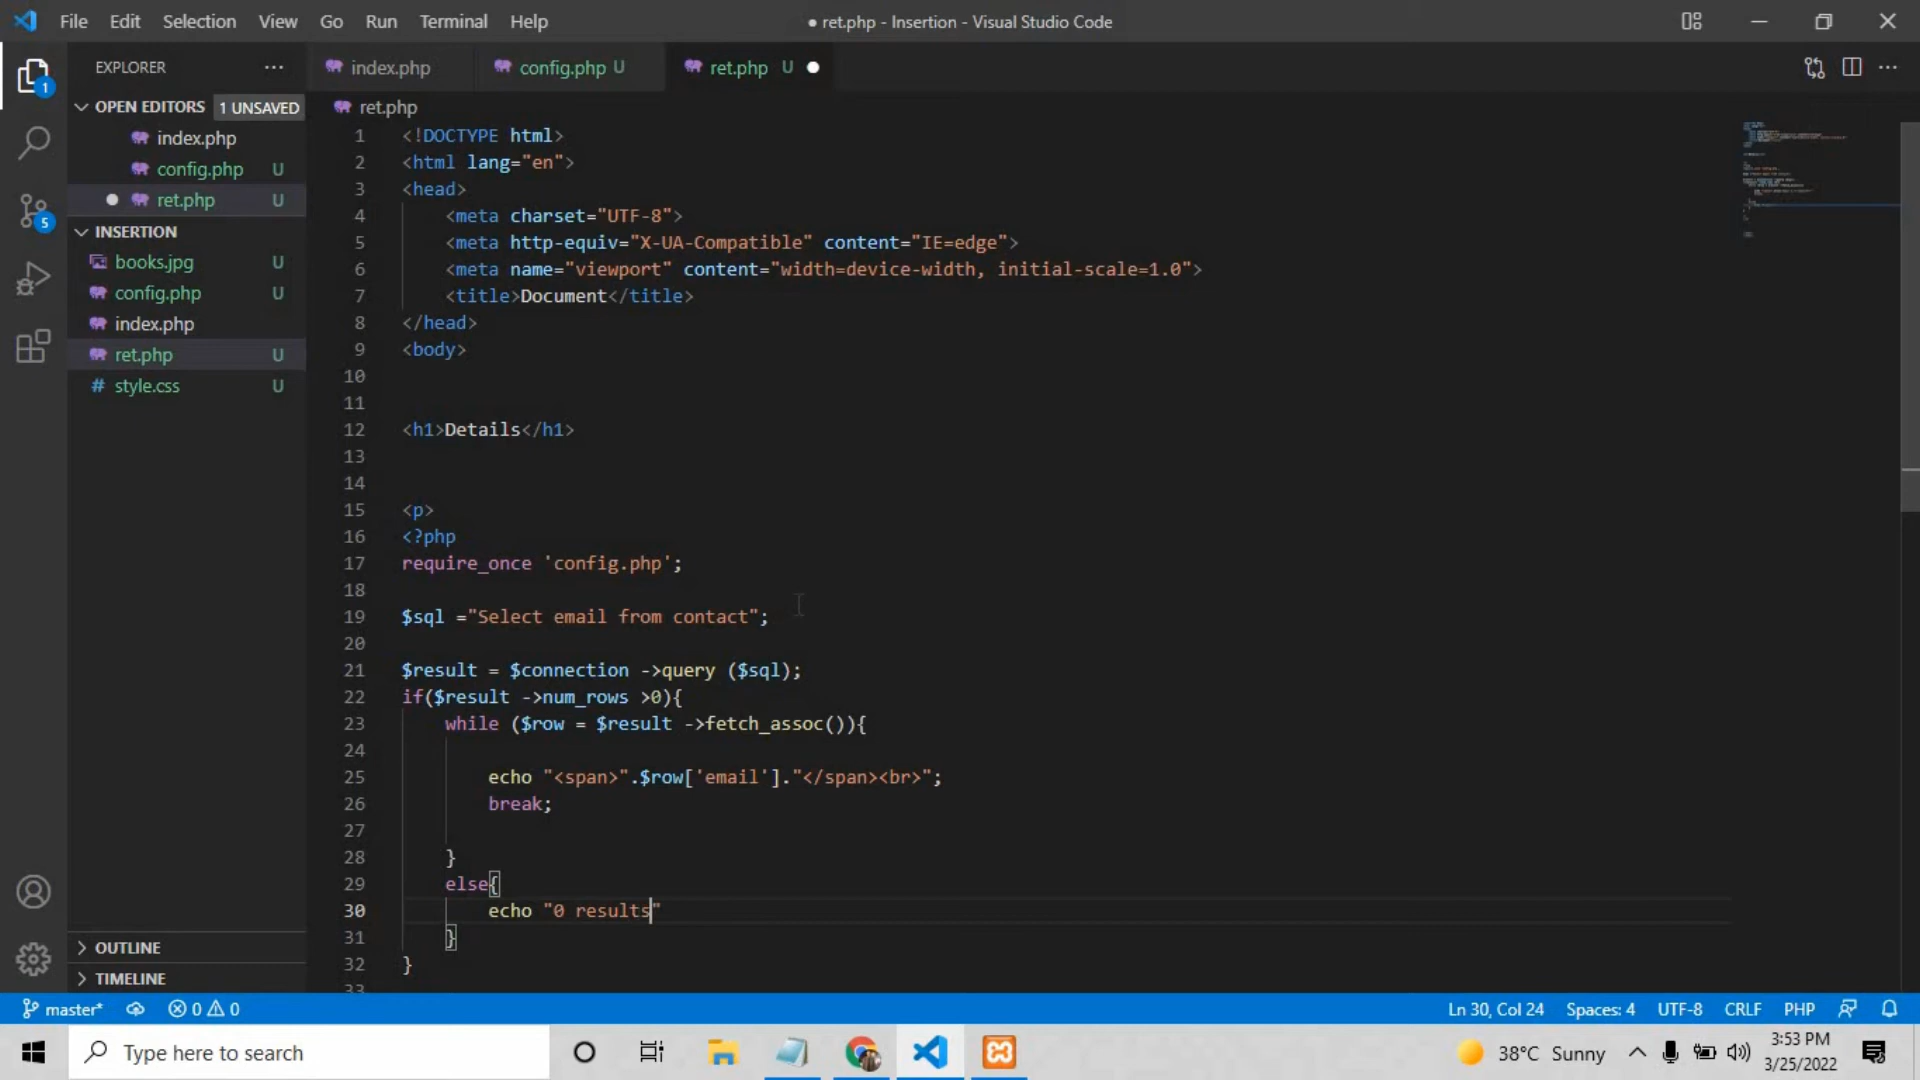 File Edit Selection View Go Run Terminal Help
● ret.php - Insertion - Visual Studio Code
EXPLORER ...
index.php
config.php U
ret.php U ●
OPEN EDITORS 1 UNSAVED
index.php
config.php U
ret.php U
INSERTION
books.jpg U
config.php U
index.php
ret.php U
# style.css U
OUTLINE
TIMELINE
1
5
ret.php
1 <!DOCTYPE html>
2 <html lang="en">
3 <head>
4 <meta charset="UTF-8">
5 <meta http-equiv="X-UA-Compatible" content="IE=edge">
6 <meta name="viewport" content="width=device-width, initial-scale=1.0">
7 <title>Document</title>
8 </head>
9 <body>
10
11
12 <h1>Details</h1>
13
14
15 <p>
16 <?php
17 require_once 'config.php';
18
19 $sql ="Select email from contact";
20
21 $result = $connection ->query ($sql);
22 if($result ->num_rows >0){
23 while ($row = $result ->fetch_assoc()){
24
25 echo "<span>".$row['email']."</span><br>";
26 break;
27
28 }
29 else{
30 echo "0 results"
31 }
32 }
33
master* 0 0 Ln 30, Col 24 Spaces: 4 UTF-8 CRLF PHP
Type here to search
38°C Sunny
3:53 PM
3/25/2022